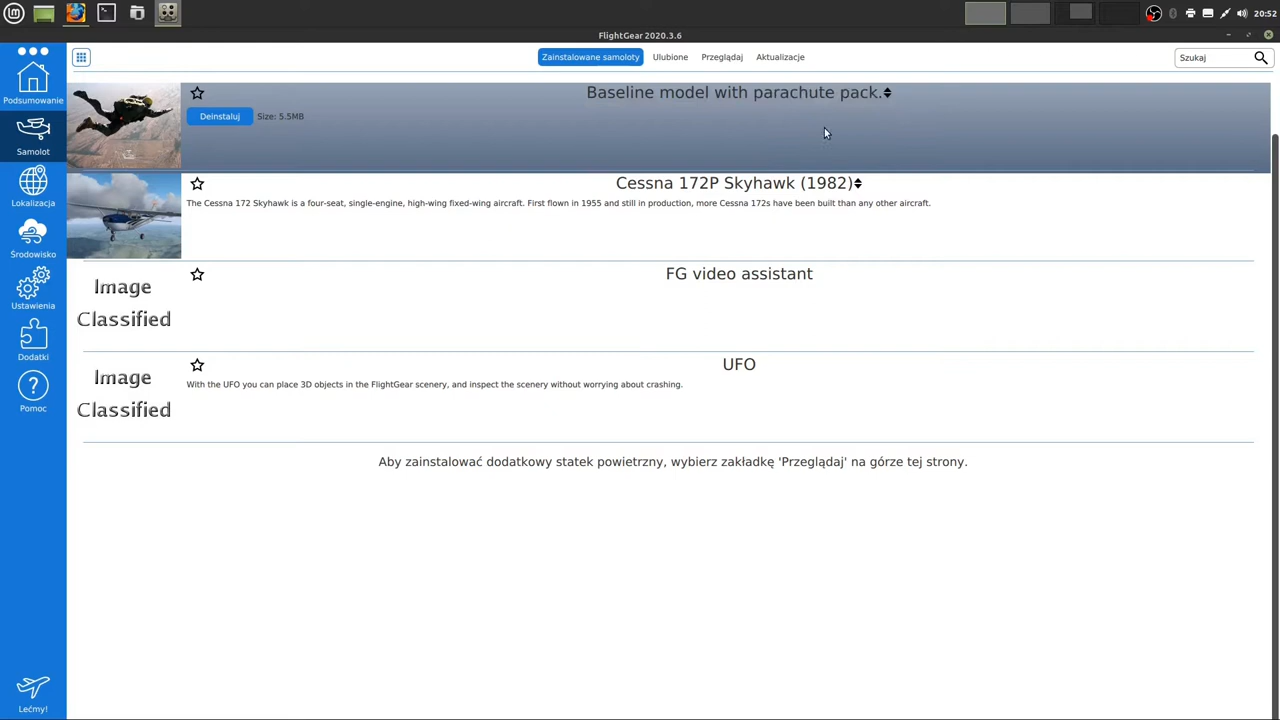 20:52
FlightGear 2020.3.6
Podsumowanie
Samolot
Lokalizacja
Środowisko
Ustawienia
Dodatki
Pomoc
Lećmy!
Zainstalowane samoloty
Ulubione
Przeglądaj
Aktualizacje
Szukaj
Baseline model with parachute pack.
Deinstaluj
Size: 5.5MB
Cessna 172P Skyhawk (1982)
The Cessna 172 Skyhawk is a four-seat, single-engine, high-wing fixed-wing aircraft. First flown in 1955 and still in production, more Cessna 172s have been built than any other aircraft.
Image
Classified
FG video assistant
Image
Classified
UFO
With the UFO you can place 3D objects in the FlightGear scenery, and inspect the scenery without worrying about crashing.
Aby zainstalować dodatkowy statek powietrzny, wybierz zakładkę 'Przeglądaj' na górze tej strony.